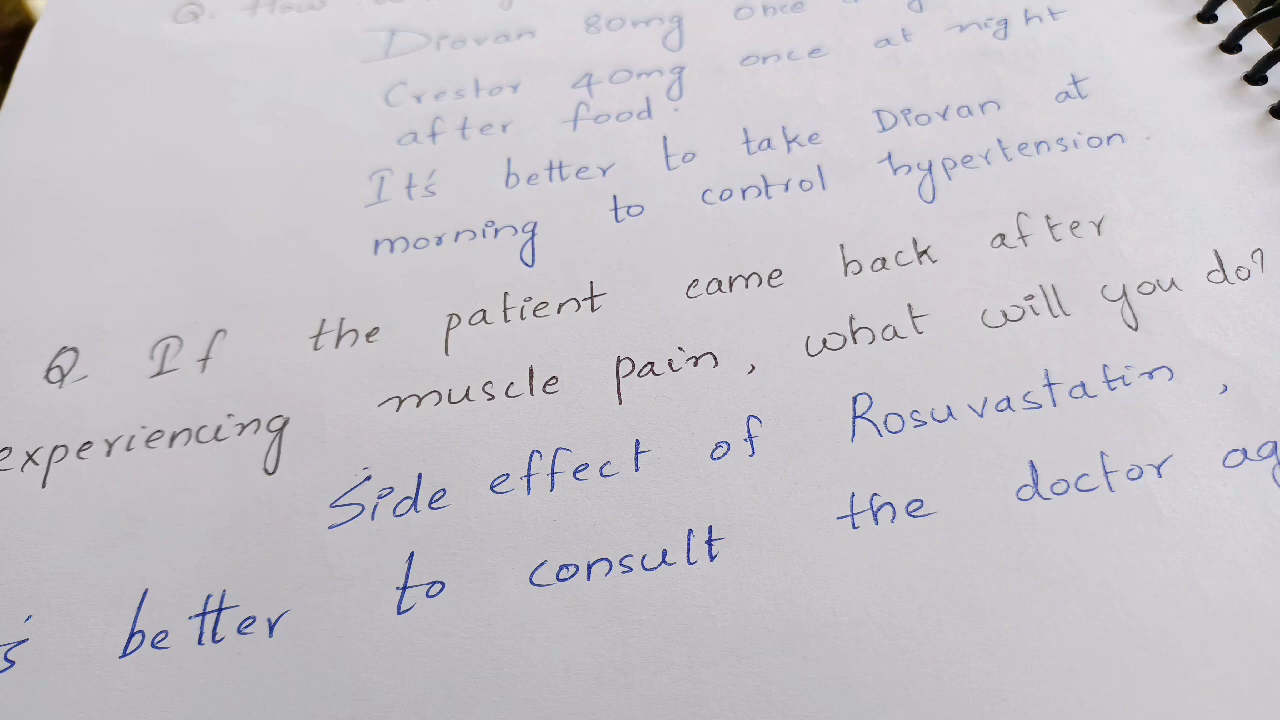 Q. How
Diovan 80mg once
Crestor 40mg once at night
after food.
It's better to take Diovan at
morning to control hypertension.
Q If the patient came back after
experiencing muscle pain, what will you do?
Side effect of Rosuvastatin,
better to consult the doctor